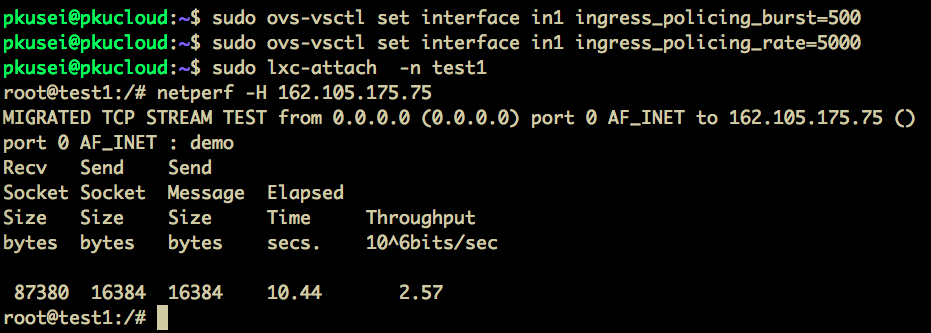 pkusei@pkucloud:~$ sudo ovs-vsctl set interface in1 ingress_policing_burst=500
pkusei@pkucloud:~$ sudo ovs-vsctl set interface in1 ingress_policing_rate=5000
pkusei@pkucloud:~$ sudo lxc-attach  -n test1
root@test1:/# netperf -H 162.105.175.75
MIGRATED TCP STREAM TEST from 0.0.0.0 (0.0.0.0) port 0 AF_INET to 162.105.175.75 ()
port 0 AF_INET : demo
Recv   Send    Send
Socket Socket  Message  Elapsed
Size   Size    Size     Time     Throughput
bytes  bytes   bytes    secs.    10^6bits/sec

 87380  16384  16384    10.44       2.57
root@test1:/#